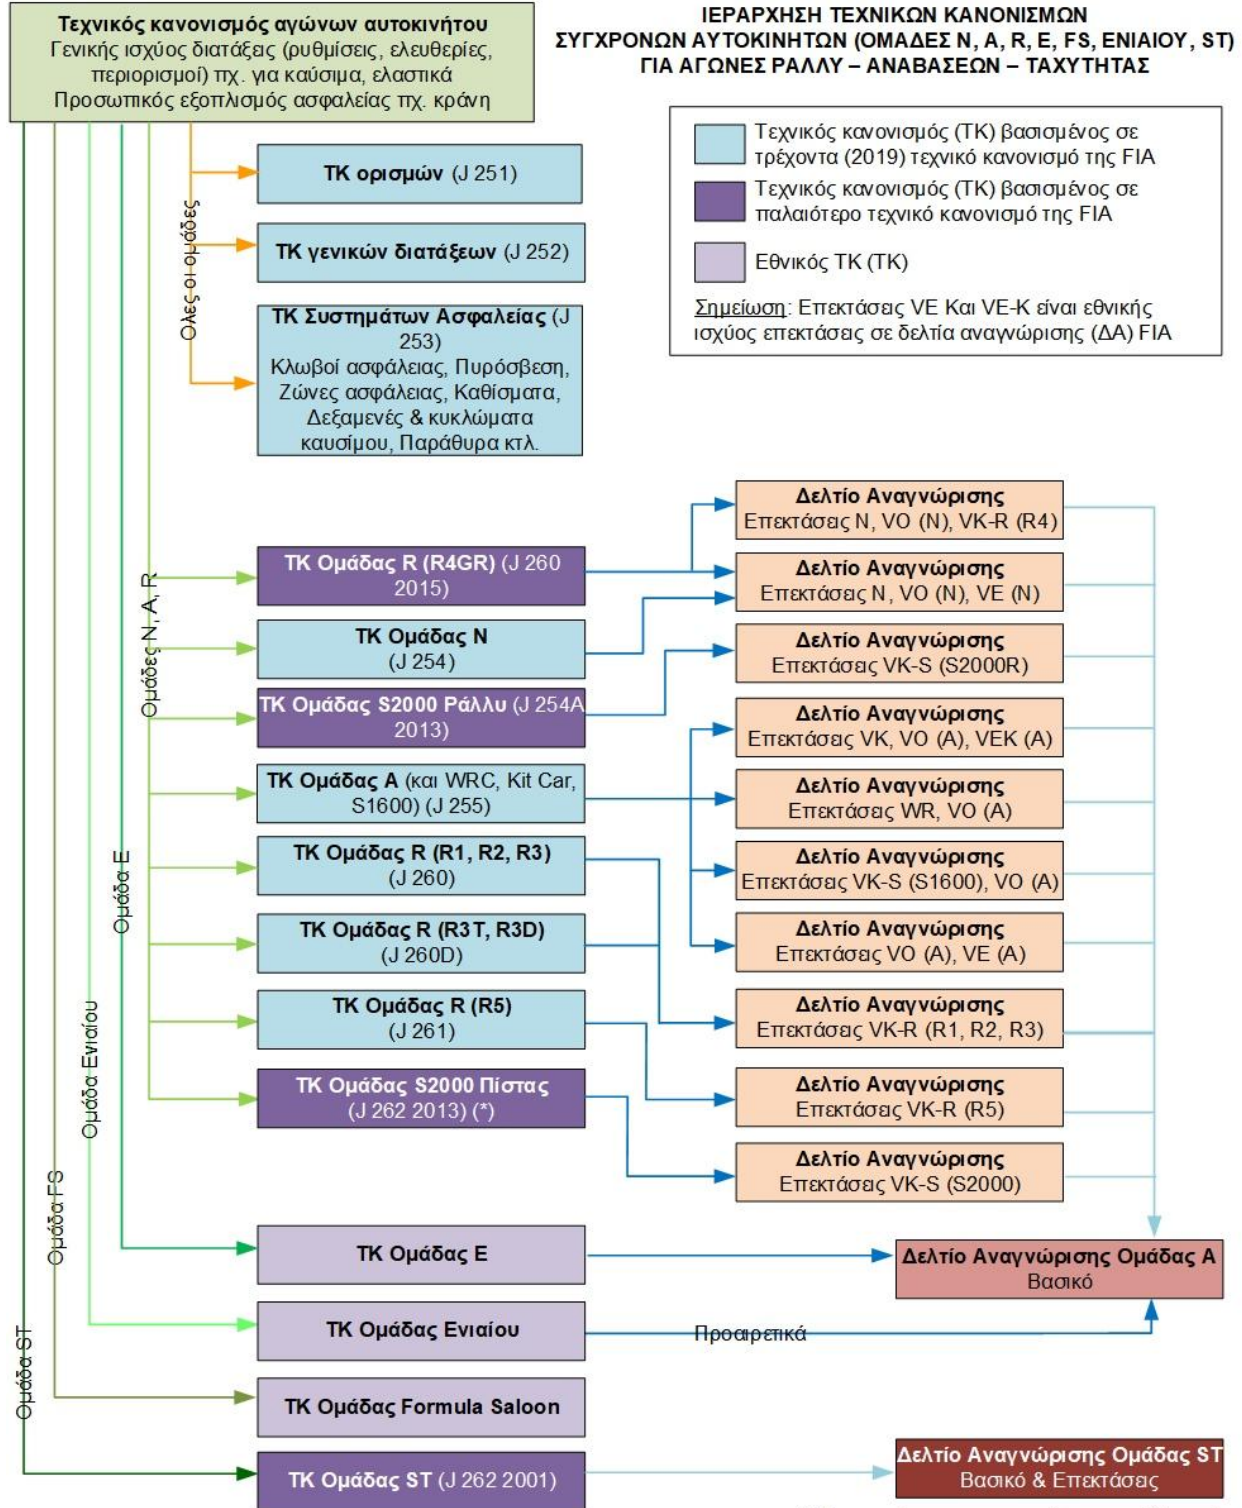 Τεχνικός κανονισμός αγώνων αυτοκινήτου
Γενικής ισχύος διατάξεις (ρυθμίσεις, ελευθερίες,
περιορισμοί) πχ. για καύσιμα, ελαστικά
Προσωπικός εξοπλισμός ασφαλείας πχ. κράνη
ΙΕΡΑΡΧΗΣΗ ΤΕΧΝΙΚΩΝ ΚΑΝΟΝΙΣΜΩΝ
ΣΥΓΧΡΟΝΩΝ ΑΥΤΟΚΙΝΗΤΩΝ (ΟΜΑΔΕΣ N, A, R, E, FS, ΕΝΙΑΙΟΥ, ST)
ΓΙΑ ΑΓΩΝΕΣ ΡΑΛΛΥ – ΑΝΑΒΑΣΕΩΝ – ΤΑΧΥΤΗΤΑΣ
Τεχνικός κανονισμός (ΤΚ) βασισμένος σε
τρέχοντα (2019) τεχνικό κανονισμό της FIA
Τεχνικός κανονισμός (ΤΚ) βασισμένος σε
παλαιότερο τεχνικό κανονισμό της FIA
Εθνικός ΤΚ (ΤΚ)
Σημείωση: Επεκτάσεις VE Και VE-K είναι εθνικής
ισχύος επεκτάσεις σε δελτία αναγνώρισης (ΔΑ) FIA
Ολες οι ομάδες
ΤΚ ορισμών (J 251)
ΤΚ γενικών διατάξεων (J 252)
ΤΚ Συστημάτων Ασφαλείας (J
253)
Κλωβοί ασφάλειας, Πυρόσβεση,
Ζώνες ασφάλειας, Καθίσματα,
Δεξαμενές & κυκλώματα
καυσίμου, Παράθυρα κτλ.
Ομάδες N, A, R
ΤΚ Ομάδας R (R4GR) (J 260
2015)
ΤΚ Ομάδας N
(J 254)
ΤΚ Ομάδας S2000 Ράλλυ (J 254A
2013)
ΤΚ Ομάδας A (και WRC, Kit Car,
S1600) (J 255)
ΤΚ Ομάδας R (R1, R2, R3)
(J 260)
ΤΚ Ομάδας R (R3T, R3D)
(J 260D)
ΤΚ Ομάδας R (R5)
(J 261)
ΤΚ Ομάδας S2000 Πίστας
(J 262 2013) (*)
Δελτίο Αναγνώρισης
Επεκτάσεις N, VO (N), VK-R (R4)
Δελτίο Αναγνώρισης
Επεκτάσεις N, VO (N), VE (N)
Δελτίο Αναγνώρισης
Επεκτάσεις VK-S (S2000R)
Δελτίο Αναγνώρισης
Επεκτάσεις VK, VO (A), VEK (A)
Δελτίο Αναγνώρισης
Επεκτάσεις WR, VO (A)
Δελτίο Αναγνώρισης
Επεκτάσεις VK-S (S1600), VO (A)
Δελτίο Αναγνώρισης
Επεκτάσεις VO (A), VE (A)
Δελτίο Αναγνώρισης
Επεκτάσεις VK-R (R1, R2, R3)
Δελτίο Αναγνώρισης
Επεκτάσεις VK-R (R5)
Δελτίο Αναγνώρισης
Επεκτάσεις VK-S (S2000)
Ομάδα E
Ομάδα Ενιαίου
Ομάδα FS
Ομάδα ST
ΤΚ Ομάδας E
Δελτίο Αναγνώρισης Ομάδας A
Βασικό
ΤΚ Ομάδας Ενιαίου
Προαιρετικά
ΤΚ Ομάδας Formula Saloon
ΤΚ Ομάδας ST (J 262 2001)
Δελτίο Αναγνώρισης Ομάδας ST
Βασικό & Επεκτάσεις